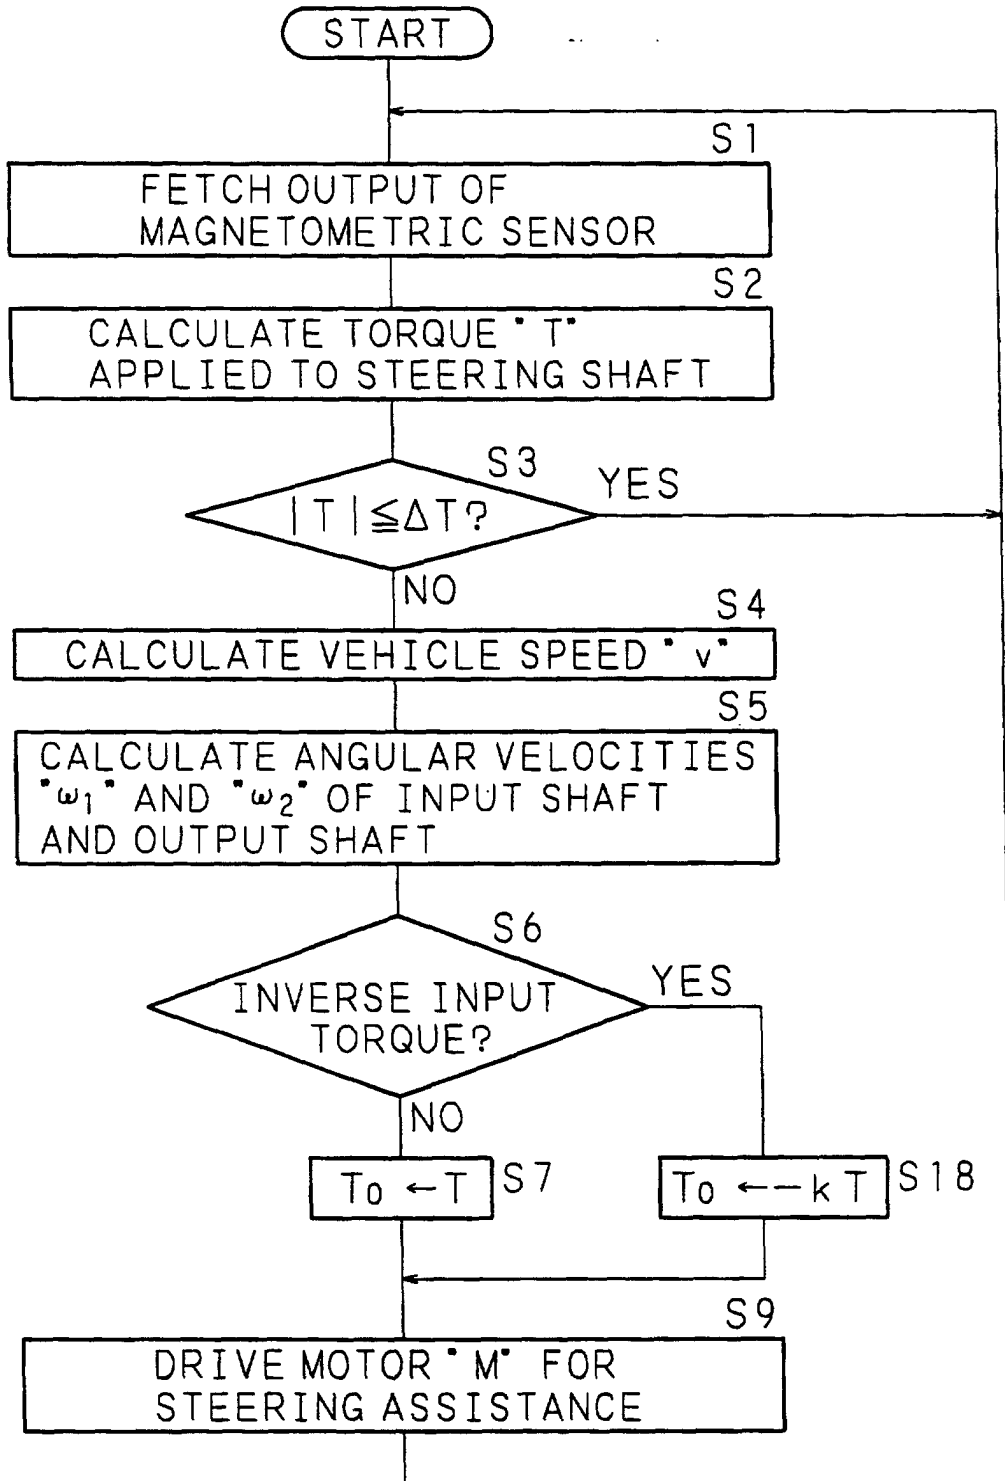 START
S1
FETCH OUTPUT OF
MAGNETOMETRIC SENSOR
S2
CALCULATE TORQUE "T"
APPLIED TO STEERING SHAFT
S3
|T|≦ΔT?
YES
NO
S4
CALCULATE VEHICLE SPEED "v"
S5
CALCULATE ANGULAR VELOCITIES
"ω1" AND "ω2" OF INPUT SHAFT
AND OUTPUT SHAFT
S6
INVERSE INPUT
TORQUE?
YES
NO
To ←T
S7
To ←−kT
S18
S9
DRIVE MOTOR "M" FOR
STEERING ASSISTANCE